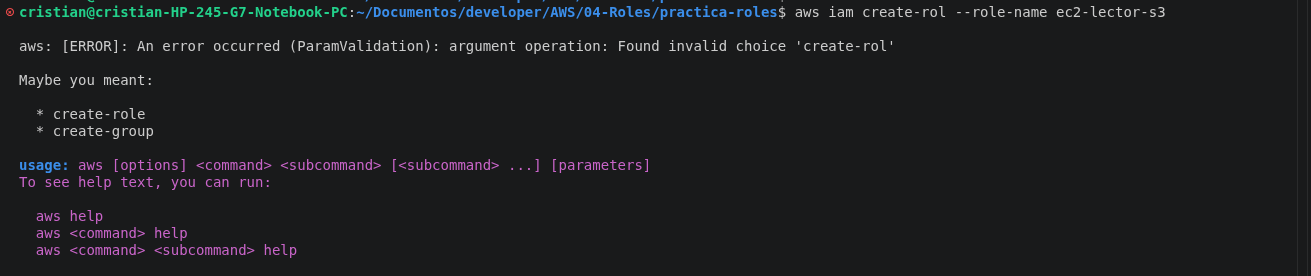 cristian@cristian-HP-245-G7-Notebook-PC:~/Documentos/developer/AWS/04-Roles/practica-roles$ aws iam create-rol --role-name ec2-lector-s3
aws: [ERROR]: An error occurred (ParamValidation): argument operation: Found invalid choice 'create-rol'
Maybe you meant:
* create-role
* create-group
usage: aws [options] <command> <subcommand> [<subcommand> ...] [parameters]
To see help text, you can run:
aws help
aws <command> help
aws <command> <subcommand> help